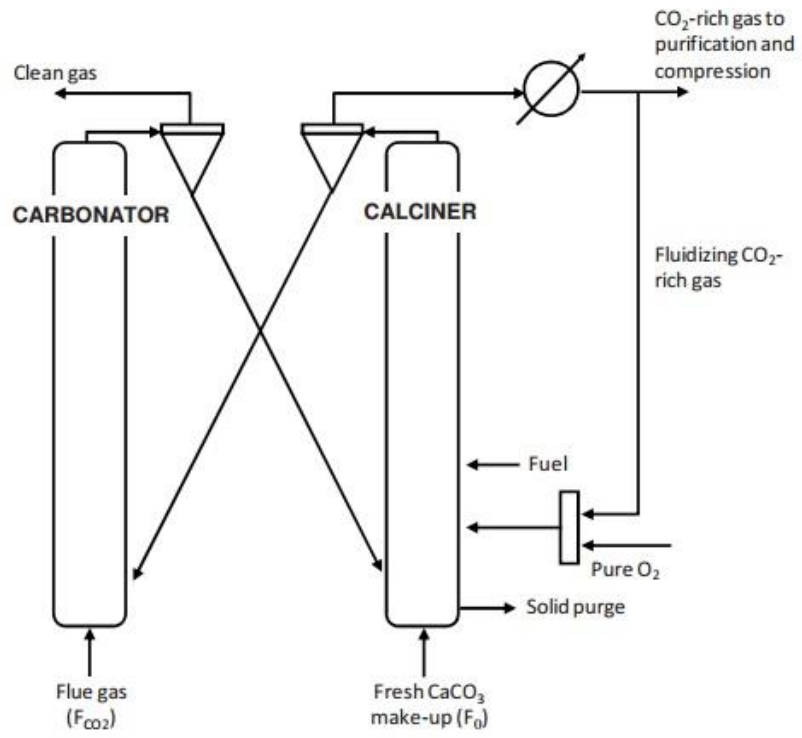 CO₂-rich gas to
purification and
compression
Clean gas
CARBONATOR
CALCINER
Fluidizing CO₂-
rich gas
Fuel
Pure O₂
Solid purge
Flue gas
(F_CO2)
Fresh CaCO₃
make-up (F₀)